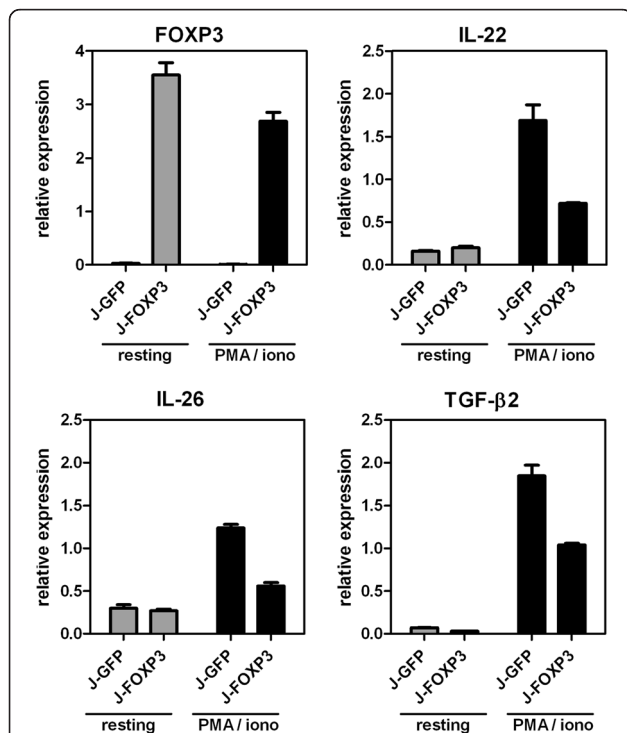 FOXP3
relative expression
4
3
2
1
0
J-GFP
J-FOXP3
J-GFP
J-FOXP3
resting
PMA / iono
IL-22
relative expression
2.5
2.0
1.5
1.0
0.5
0.0
J-GFP
J-FOXP3
J-GFP
J-FOXP3
resting
PMA / iono
IL-26
relative expression
2.5
2.0
1.5
1.0
0.5
0.0
J-GFP
J-FOXP3
J-GFP
J-FOXP3
resting
PMA / iono
TGF-β2
relative expression
2.5
2.0
1.5
1.0
0.5
0.0
J-GFP
J-FOXP3
J-GFP
J-FOXP3
resting
PMA / iono